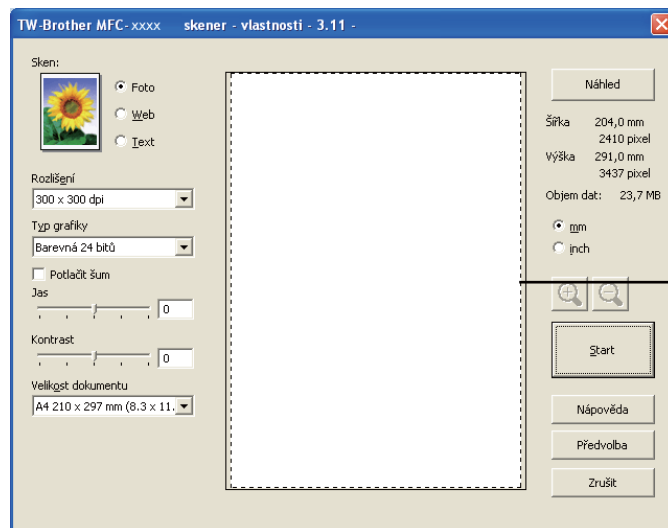 TW-Brother MFC- xxxx skener - vlastnosti - 3.11 -
Sken:
Foto
Web
Text
Rozlišení
300 x 300 dpi
Typ grafiky
Barevná 24 bitů
Potlačit šum
Jas
0
Kontrast
0
Velikost dokumentu
A4 210 x 297 mm (8.3 x 11.
Náhled
Šířka 204,0 mm
2410 pixel
Výška 291,0 mm
3437 pixel
Objem dat: 23,7 MB
mm
inch
Start
Nápověda
Předvolba
Zrušit